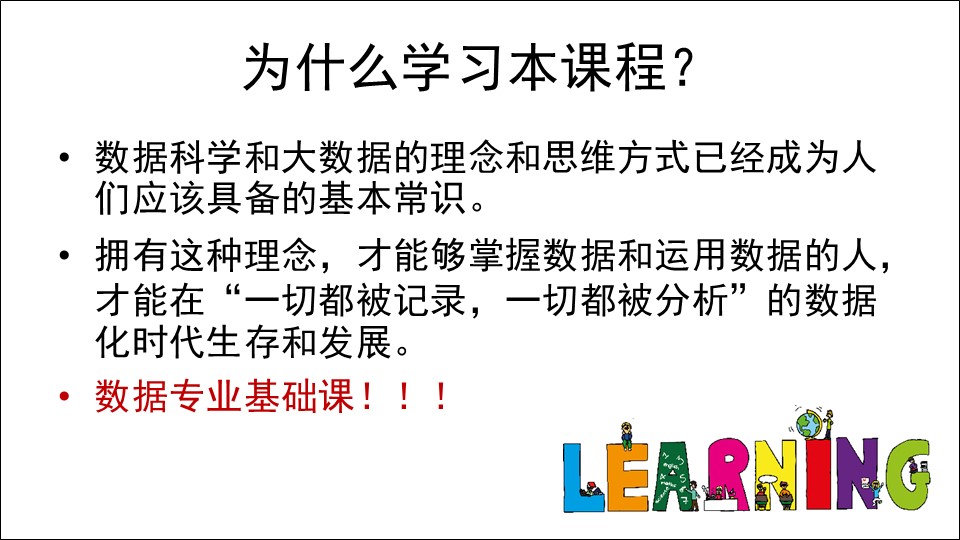 为什么学习本课程？
• 数据科学和大数据的理念和思维方式已经成为人
们应该具备的基本常识。
• 拥有这种理念，才能够掌握数据和运用数据的人，
才能在“一切都被记录，一切都被分析”的数据
化时代生存和发展。
• 数据专业基础课！！！
LEARNING